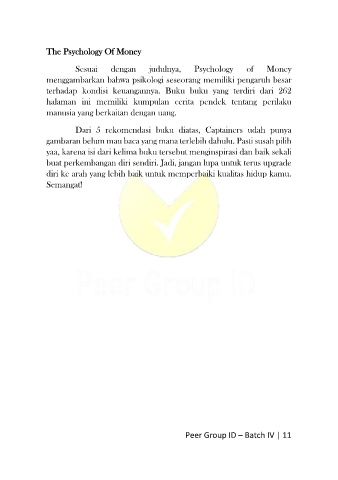 The Psychology Of Money
Sesuai dengan judulnya, Psychology of Money
menggambarkan bahwa psikologi seseorang memiliki pengaruh besar
terhadap kondisi keuangannya. Buku buku yang terdiri dari 262
halaman ini memiliki kumpulan cerita pendek tentang perilaku
manusia yang berkaitan dengan uang.
Dari 5 rekomendasi buku diatas, Captainers udah punya
gambaran belum mau baca yang mana terlebih dahulu. Pasti susah pilih
yaa, karena isi dari kelima buku tersebut menginspirasi dan baik sekali
buat perkembangan diri sendiri. Jadi, jangan lupa untuk terus upgrade
diri ke arah yang lebih baik untuk memperbaiki kualitas hidup kamu.
Semangat!
Peer Group ID
Peer Group ID – Batch IV | 11